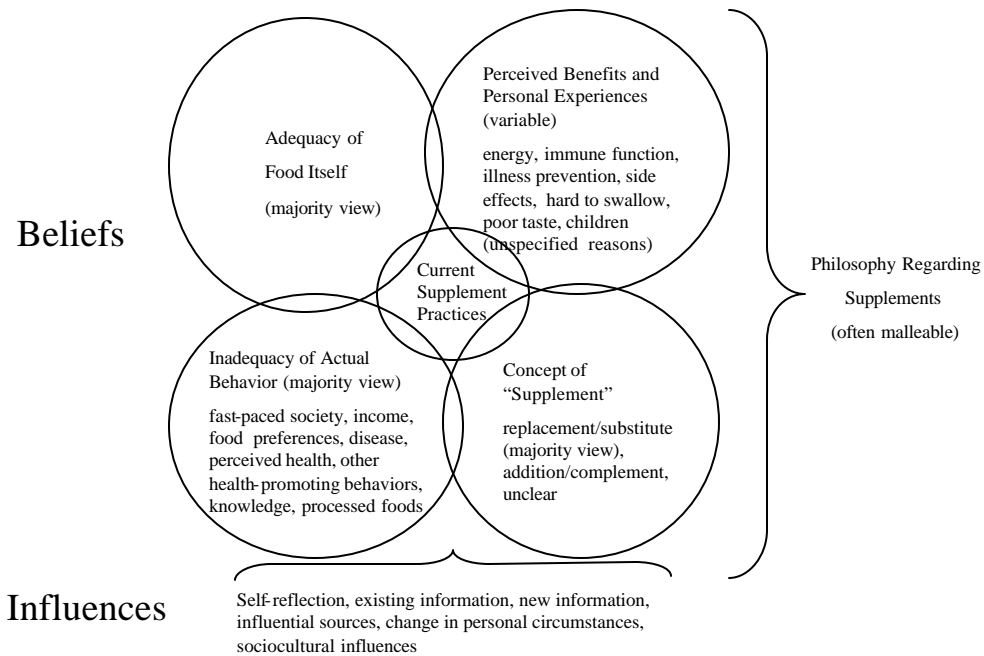 Beliefs
Adequacy of
Food Itself
(majority view)
Perceived Benefits and
Personal Experiences
(variable)
energy, immune function,
illness prevention, side
effects, hard to swallow,
poor taste, children
(unspecified reasons)
Current
Supplement
Practices
Inadequacy of Actual
Behavior (majority view)
fast-paced society, income,
food preferences, disease,
perceived health, other
health-promoting behaviors,
knowledge, processed foods
Concept of
“Supplement”
replacement/substitute
(majority view),
addition/complement,
unclear
Philosophy Regarding
Supplements
(often malleable)
Influences
Self-reflection, existing information, new information,
influential sources, change in personal circumstances,
sociocultural influences